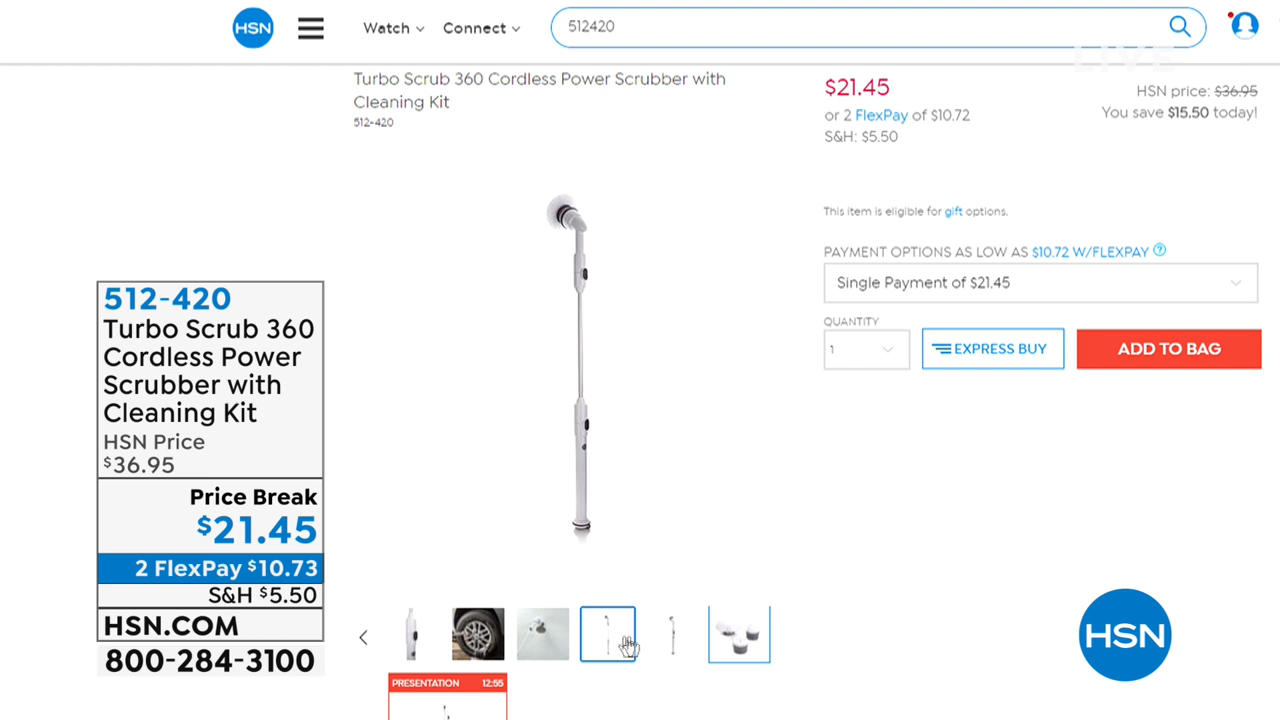 HSN
Watch
Connect
512420
LIVE
Turbo Scrub 360 Cordless Power Scrubber with
Cleaning Kit
512-420
$21.45
HSN price: $36.95
or 2 FlexPay of $10.72
You save $15.50 today!
S&H: $5.50
This item is eligible for gift options.
PAYMENT OPTIONS AS LOW AS $10.72 W/FLEXPAY ?
Single Payment of $21.45
QUANTITY
1
EXPRESS BUY
ADD TO BAG
512-420
Turbo Scrub 360
Cordless Power
Scrubber with
Cleaning Kit
HSN Price
$36.95
Price Break
$21.45
2 FlexPay $10.73
S&H $5.50
HSN.COM
800-284-3100
PRESENTATION 12:55
HSN